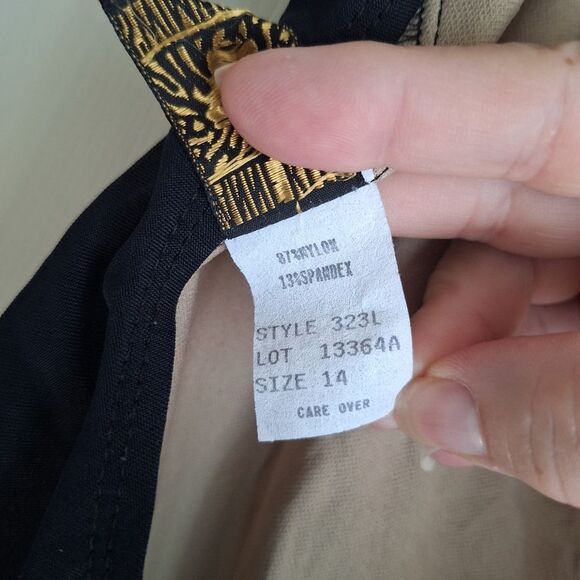 87%NYLON
13%SPANDEX
STYLE 323L
LOT 13364A
SIZE 14
CARE OVER